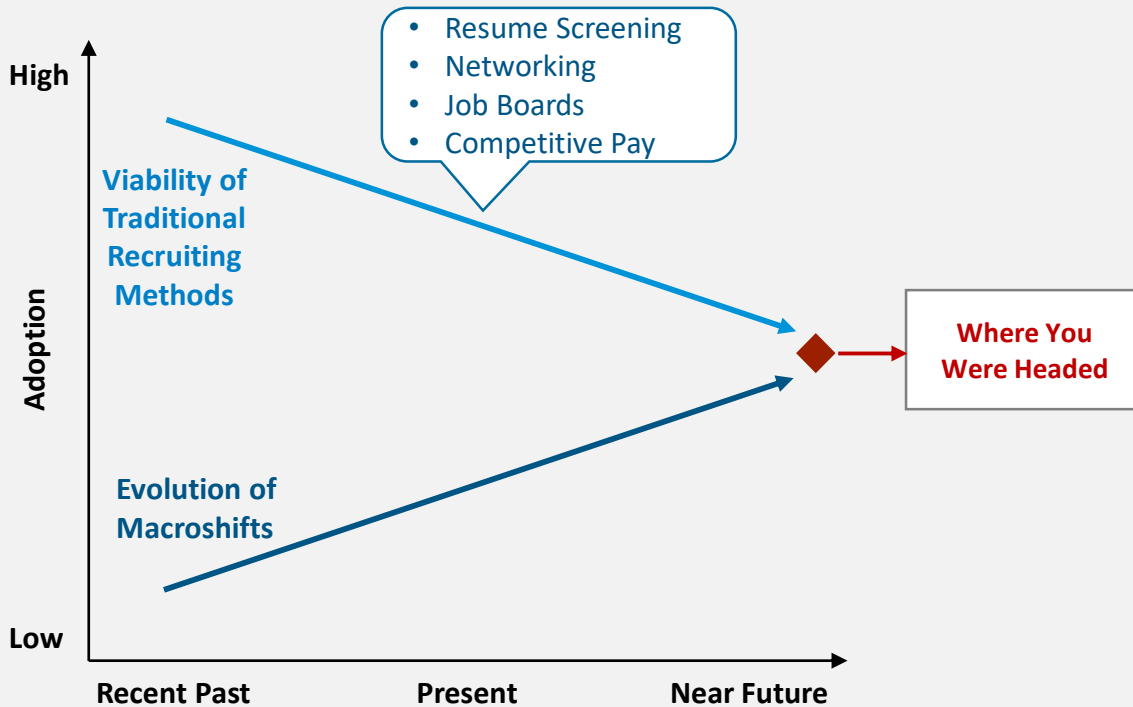 • Resume Screening
• Networking
• Job Boards
• Competitive Pay
High
Viability of
Traditional
Recruiting
Methods
Adoption
Where You
Were Headed
Evolution of
Macroshifts
Low
Recent Past
Present
Near Future